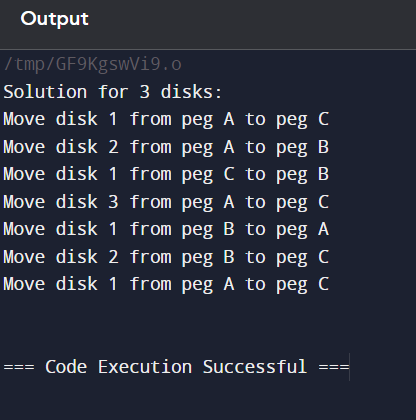 Output
/tmp/GF9KgswVi9.o
Solution for 3 disks:
Move disk 1 from peg A to peg C
Move disk 2 from peg A to peg B
Move disk 1 from peg C to peg B
Move disk 3 from peg A to peg C
Move disk 1 from peg B to peg A
Move disk 2 from peg B to peg C
Move disk 1 from peg A to peg C
=== Code Execution Successful ===